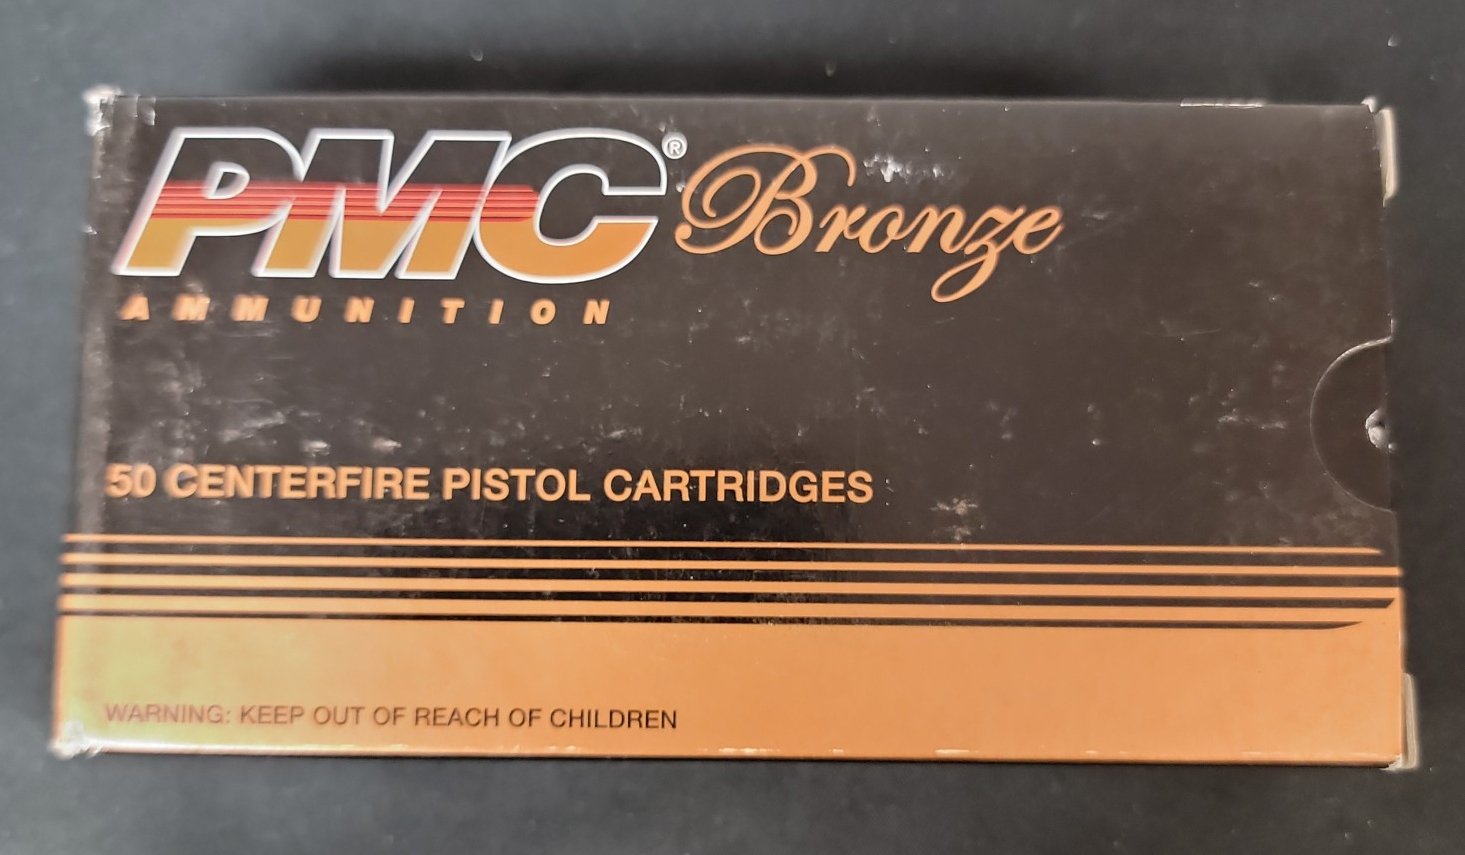 PMC® Bronze
AMMUNITION
50 CENTERFIRE PISTOL CARTRIDGES
WARNING: KEEP OUT OF REACH OF CHILDREN